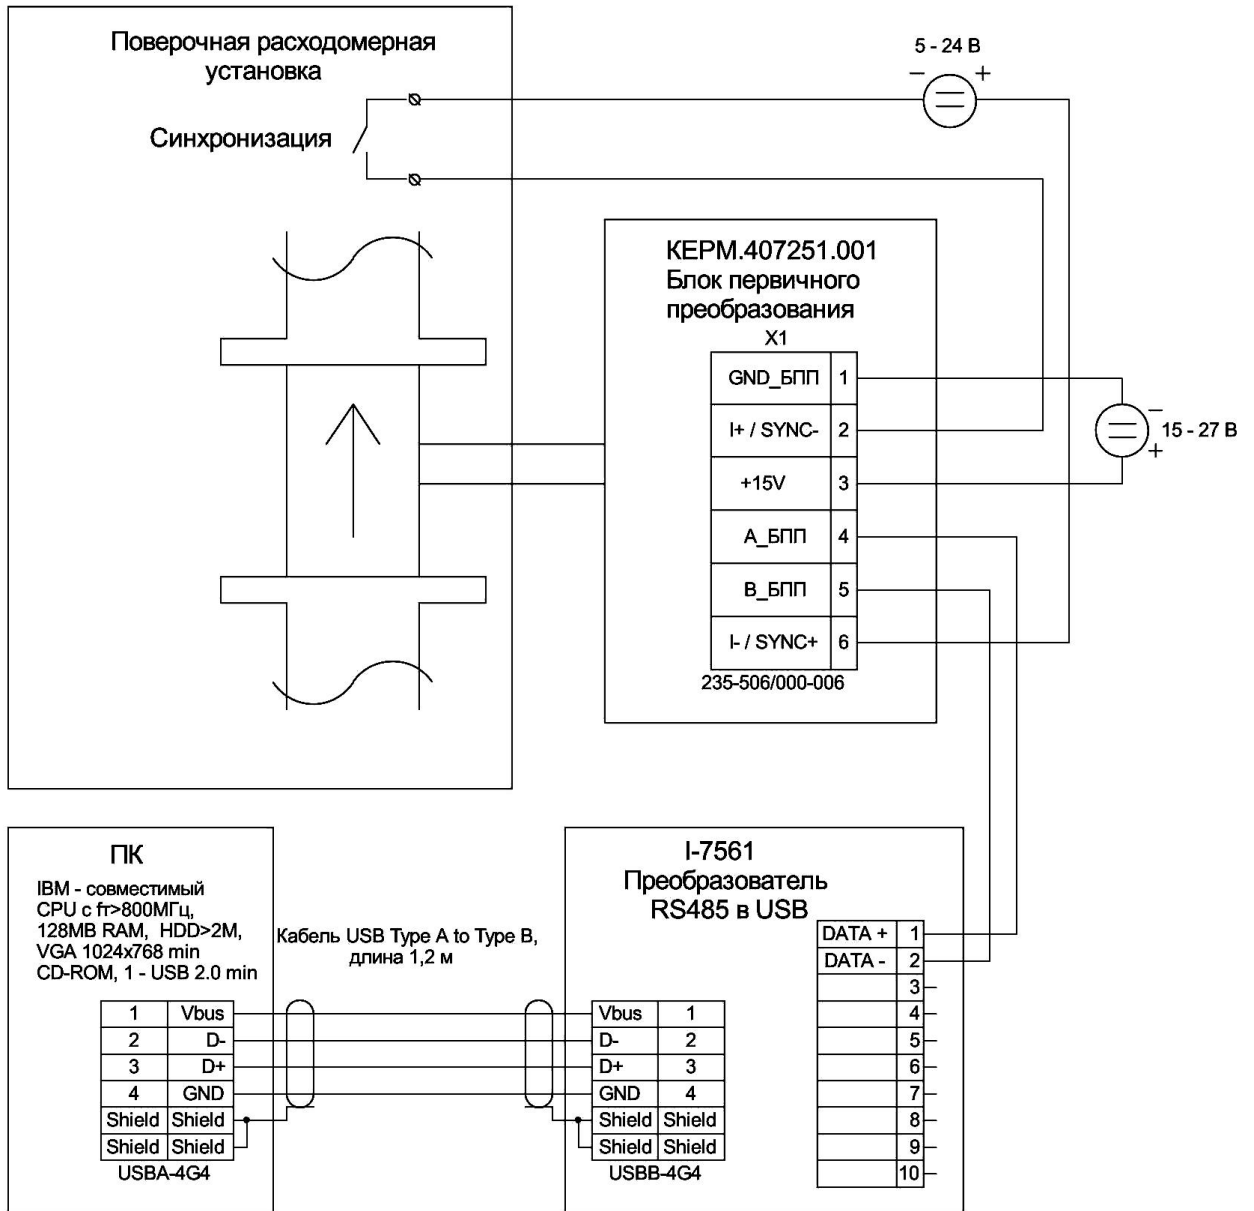 Поверочная расходомерная
установка
Синхронизация
5 - 24 В
− +
КЕРМ.407251.001
Блок первичного
преобразования
X1
GND_БПП 1
I+ / SYNC- 2
+15V 3
A_БПП 4
B_БПП 5
I- / SYNC+ 6
235-506/000-006
−
15 - 27 В
+
ПК
IBM - совместимый
CPU с fт>800МГц,
128MB RAM, HDD>2M,
VGA 1024x768 min
CD-ROM, 1 - USB 2.0 min
1 Vbus
2 D-
3 D+
4 GND
Shield Shield
Shield Shield
USBA-4G4
Кабель USB Type A to Type B,
длина 1,2 м
I-7561
Преобразователь
RS485 в USB
Vbus 1
D- 2
D+ 3
GND 4
Shield Shield
Shield Shield
USBB-4G4
DATA + 1
DATA - 2
3
4
5
6
7
8
9
10